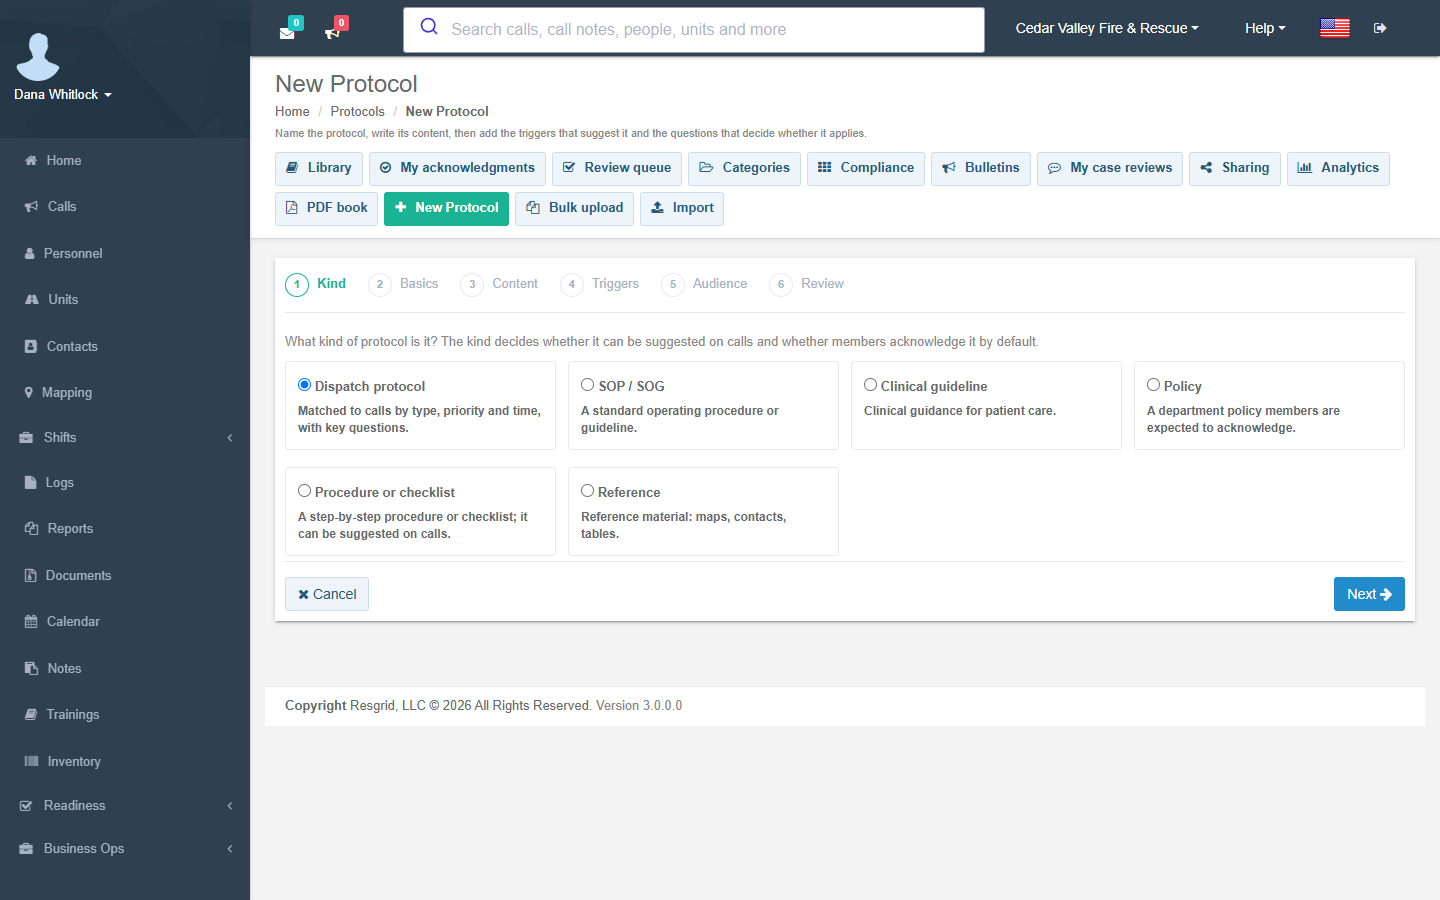 Dana Whitlock
Home
Calls
Personnel
Units
Contacts
Mapping
Shifts
Logs
Reports
Documents
Calendar
Notes
Trainings
Inventory
Readiness
Business Ops
0
0
Search calls, call notes, people, units and more
Cedar Valley Fire & Rescue
Help
New Protocol
Home / Protocols / New Protocol
Name the protocol, write its content, then add the triggers that suggest it and the questions that decide whether it applies.
Library
My acknowledgments
Review queue
Categories
Compliance
Bulletins
My case reviews
Sharing
Analytics
PDF book
New Protocol
Bulk upload
Import
1 Kind
2 Basics
3 Content
4 Triggers
5 Audience
6 Review
What kind of protocol is it? The kind decides whether it can be suggested on calls and whether members acknowledge it by default.
Dispatch protocol
Matched to calls by type, priority and time,
with key questions.
SOP / SOG
A standard operating procedure or
guideline.
Clinical guideline
Clinical guidance for patient care.
Policy
A department policy members are
expected to acknowledge.
Procedure or checklist
A step-by-step procedure or checklist; it
can be suggested on calls.
Reference
Reference material: maps, contacts,
tables.
Cancel
Next
Copyright Resgrid, LLC © 2026 All Rights Reserved. Version 3.0.0.0